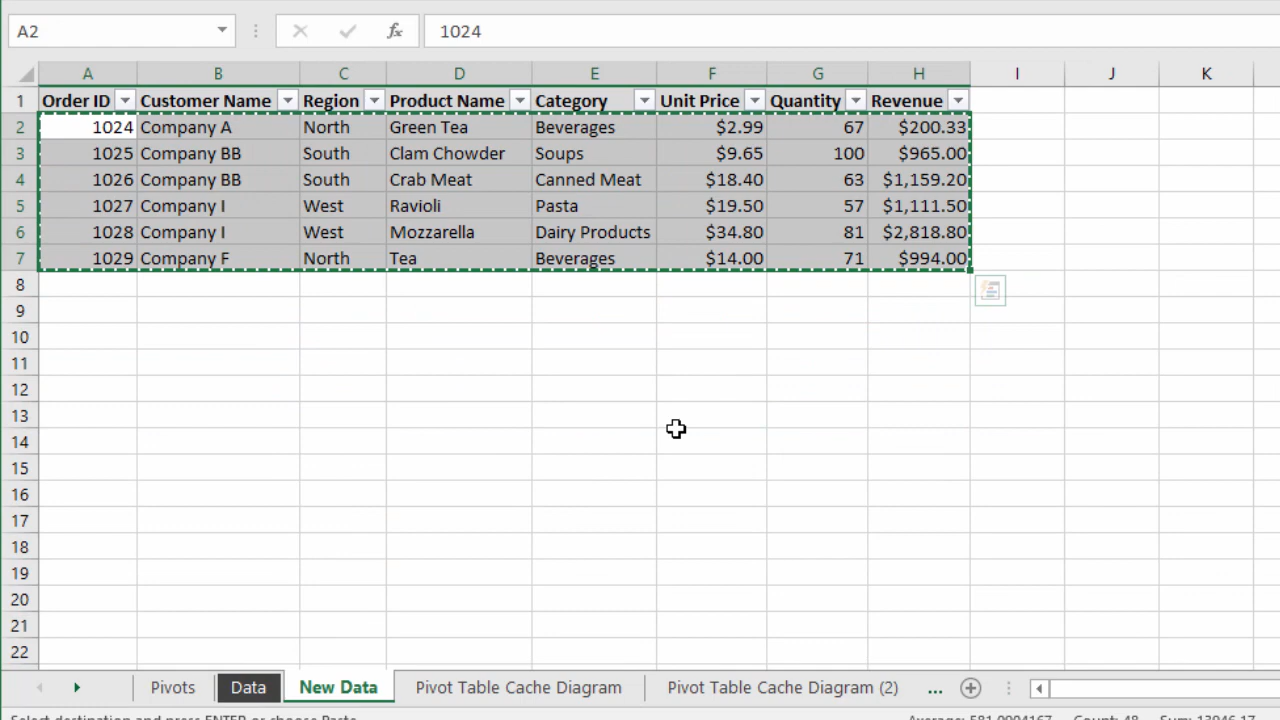 A2 fx 1024
A B C D E F G H I J K
1 Order ID Customer Name Region Product Name Category Unit Price Quantity Revenue
2 1024 Company A North Green Tea Beverages $2.99 67 $200.33
3 1025 Company BB South Clam Chowder Soups $9.65 100 $965.00
4 1026 Company BB South Crab Meat Canned Meat $18.40 63 $1,159.20
5 1027 Company I West Ravioli Pasta $19.50 57 $1,111.50
6 1028 Company I West Mozzarella Dairy Products $34.80 81 $2,818.80
7 1029 Company F North Tea Beverages $14.00 71 $994.00
8
9
10
11
12
13
14
15
16
17
18
19
20
21
22
Pivots Data New Data Pivot Table Cache Diagram Pivot Table Cache Diagram (2) ...
Select destination and press ENTER or choose Paste Average: 581.0904167 Count: 48 Sum: 13946.17